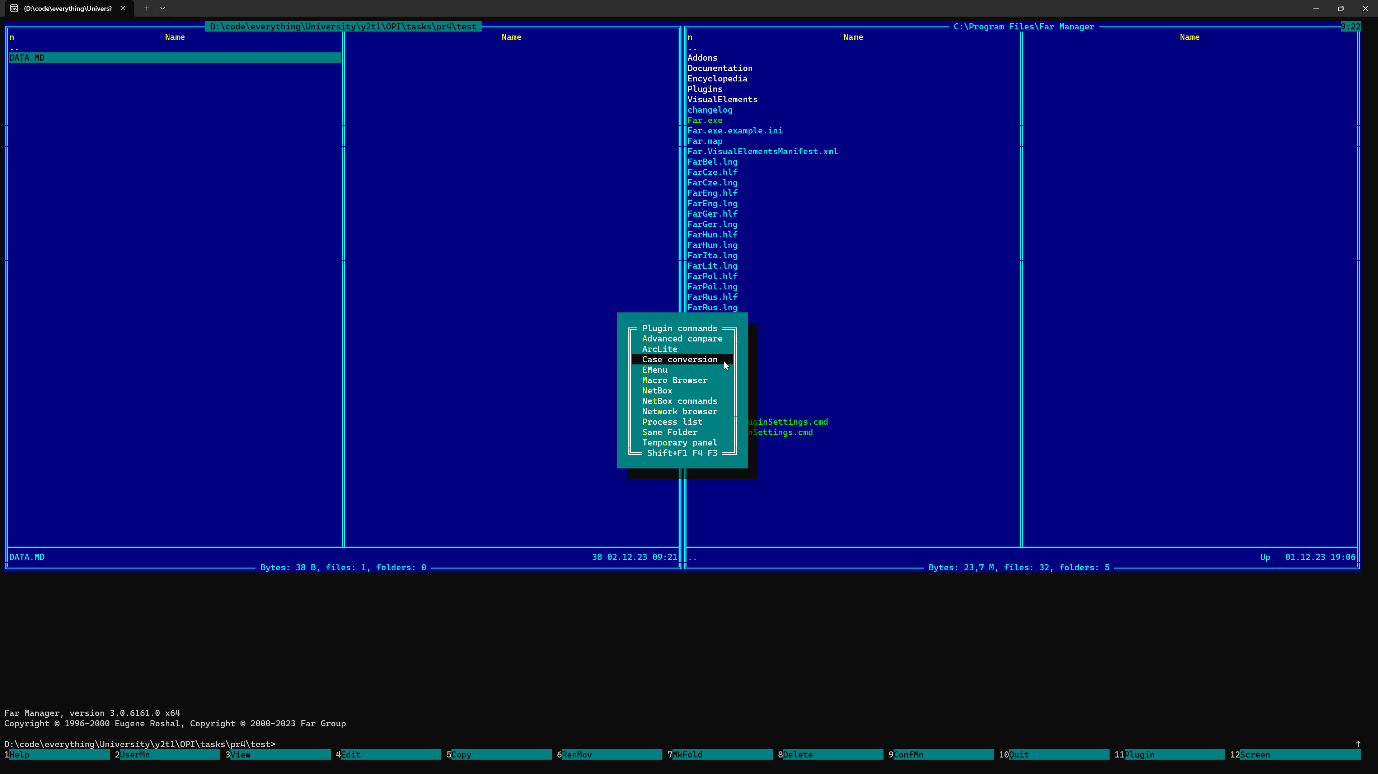 {D:\code\everything\Universi
D:\code\everything\University\y2t1\OPI\tasks\pr4\test
C:\Program Files\Far Manager
9:22
n Name Name
n Name Name
..
DATA.MD
..
Addons
Documentation
Encyclopedia
Plugins
VisualElements
changelog
Far.exe
Far.exe.example.ini
Far.map
Far.VisualElementsManifest.xml
FarBel.lng
FarCze.hlf
FarCze.lng
FarEng.hlf
FarEng.lng
FarGer.hlf
FarGer.lng
FarHun.hlf
FarHun.lng
FarIta.lng
FarLit.lng
FarPol.hlf
FarPol.lng
FarRus.hlf
FarRus.lng
Plugin commands
Advanced compare
ArcLite
Case conversion
EMenu
Macro Browser
NetBox
NetBox commands
Network browser
Process list
Same Folder
Temporary panel
Shift+F1 F4 F3
uginSettings.cmd
nSettings.cmd
DATA.MD 38 02.12.23 09:21
.. Up 01.12.23 19:06
Bytes: 38 B, files: 1, folders: 0
Bytes: 23,7 M, files: 32, folders: 5
Far Manager, version 3.0.6161.0 x64
Copyright © 1996-2000 Eugene Roshal, Copyright © 2000-2023 Far Group
D:\code\everything\University\y2t1\OPI\tasks\pr4\test>
1Help 2UserMn 3View 4Edit 5Copy 6RenMov 7MkFold 8Delete 9ConfMn 10Quit 11Plugin 12Screen